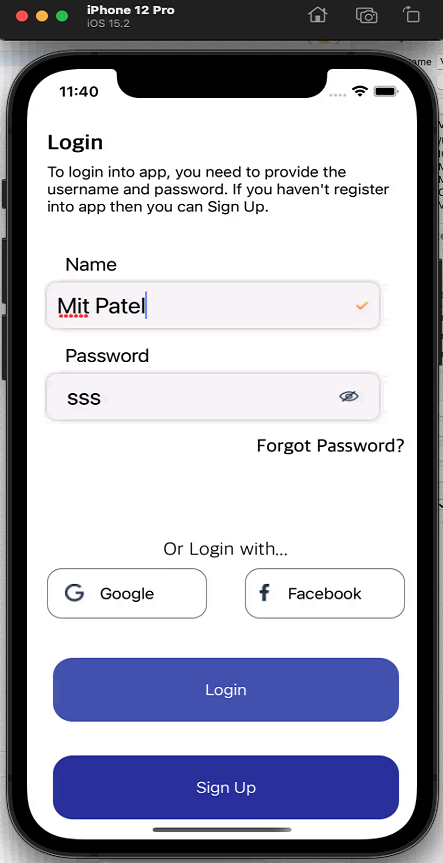 iPhone 12 Pro
iOS 15.2
11:40
Login
To login into app, you need to provide the
username and password. If you haven't register
into app then you can Sign Up.
Name
Mit Patel
Password
sss
Forgot Password?
Or Login with...
G Google
f Facebook
Login
Sign Up